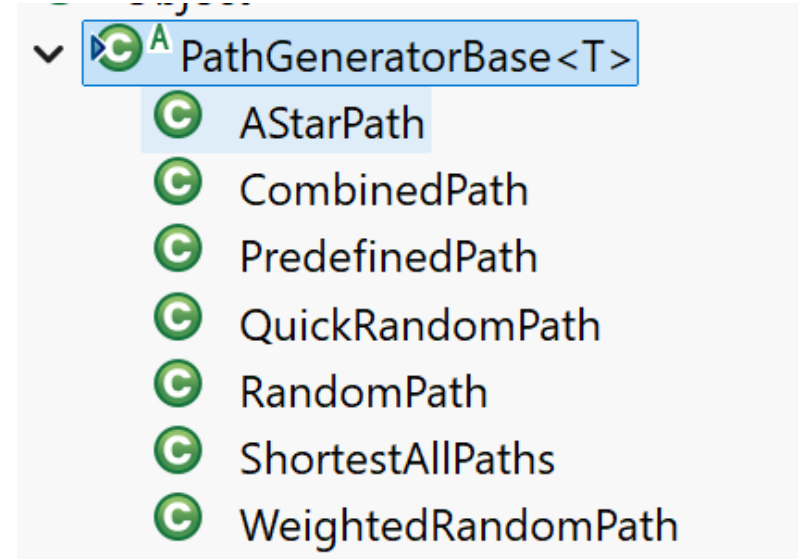 PathGeneratorBase<T>
AStarPath
CombinedPath
PredefinedPath
QuickRandomPath
RandomPath
ShortestAllPaths
WeightedRandomPath